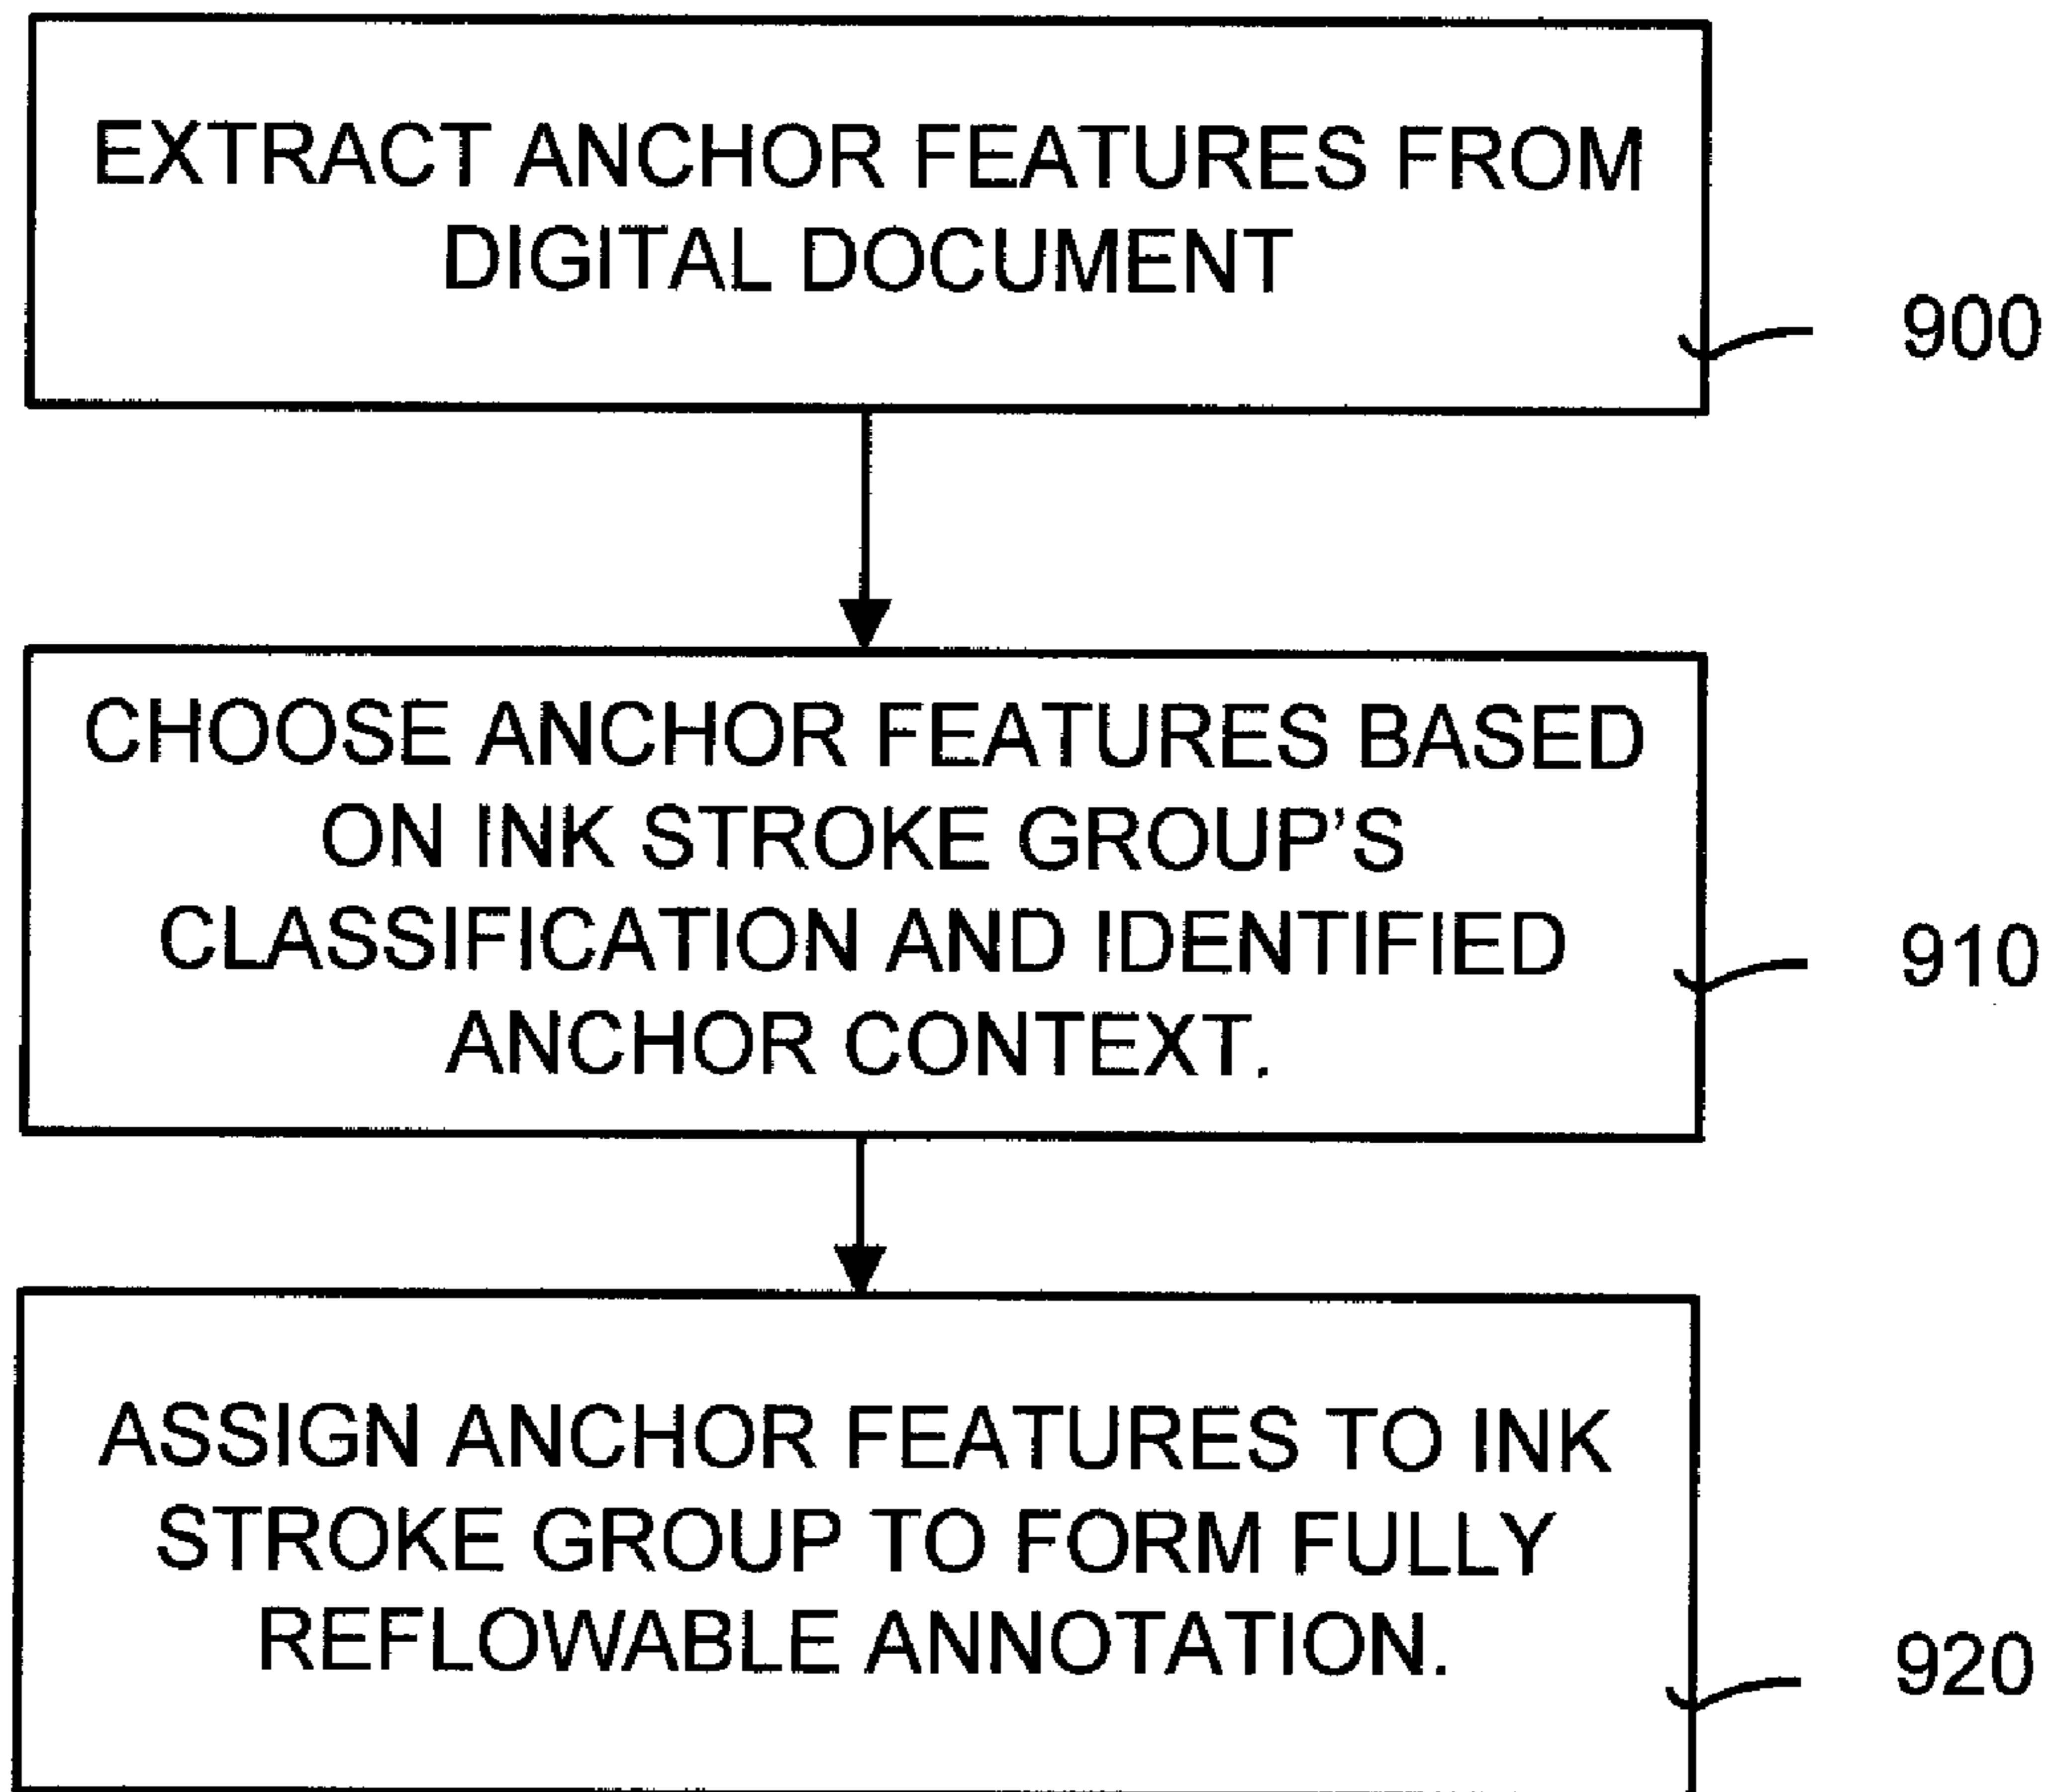 EXTRACT ANCHOR FEATURES FROM
DIGITAL DOCUMENT
900
CHOOSE ANCHOR FEATURES BASED
ON INK STROKE GROUP'S
CLASSIFICATION AND IDENTIFIED
ANCHOR CONTEXT.
910
ASSIGN ANCHOR FEATURES TO INK
STROKE GROUP TO FORM FULLY
REFLOWABLE ANNOTATION.
920